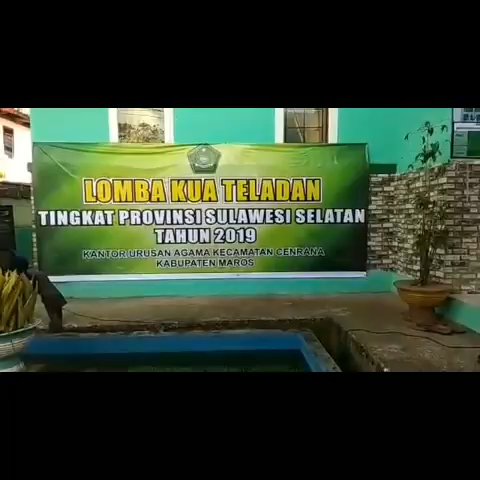 LOMBA KUA TELADAN
TINGKAT PROVINSI SULAWESI SELATAN
TAHUN 2019
KANTOR URUSAN AGAMA KECAMATAN CENRANA
KABUPATEN MAROS